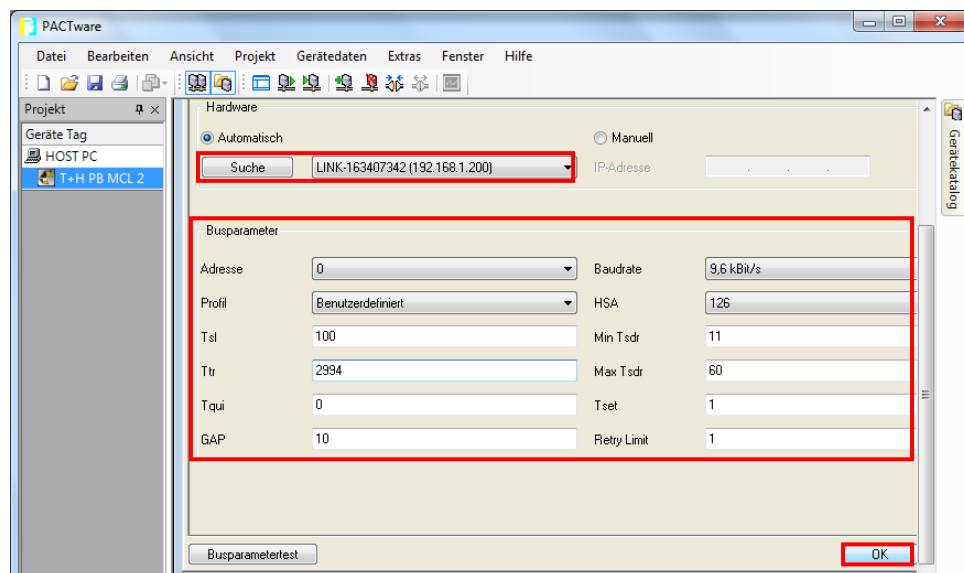 PACTware
Datei Bearbeiten Ansicht Projekt Gerätedaten Extras Fenster Hilfe
Projekt
Geräte Tag
HOST PC
T+H PB MCL 2
Hardware
Automatisch Manuell
Suche LINK-163407342 (192.168.1.200) IP-Adresse . . .
Busparameter
Adresse 0 Baudrate 9,6 kBit/s
Profil Benutzerdefiniert HSA 126
Tsl 100 Min Tsdr 11
Ttr 2994 Max Tsdr 60
Tqui 0 Tset 1
GAP 10 Retry Limit 1
Busparametertest OK
Gerätekatalog